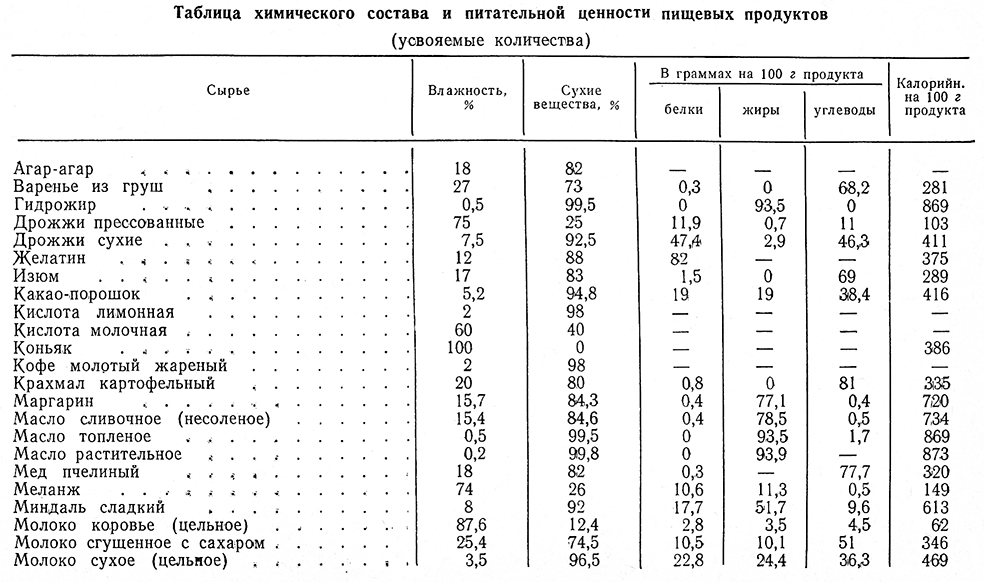 Таблица химического состава и питательной ценности пищевых продуктов
(усвояемые количества)
Сырье Влажность, % Сухие вещества, % В граммах на 100 г продукта белки жиры углеводы Калорийн. на 100 г продукта
Агар-агар 18 82 — — — —
Варенье из груш 27 73 0,3 0 68,2 281
Гидрожир 0,5 99,5 0 93,5 0 869
Дрожжи прессованные 75 25 11,9 0,7 11 103
Дрожжи сухие 7,5 92,5 47,4 2,9 46,3 411
Желатин 12 88 82 — — 375
Изюм 17 83 1,5 0 69 289
Какао-порошок 5,2 94,8 19 19 38,4 416
Кислота лимонная 2 98 — — — —
Кислота молочная 60 40 — — — —
Коньяк 100 0 — — — 386
Кофе молотый жареный 2 98 — — — —
Крахмал картофельный 20 80 0,8 0 81 335
Маргарин 15,7 84,3 0,4 77,1 0,4 720
Масло сливочное (несоленое) 15,4 84,6 0,4 78,5 0,5 734
Масло топленое 0,5 99,5 0 93,5 1,7 869
Масло растительное 0,2 99,8 0 93,9 — 873
Мед пчелиный 18 82 0,3 — 77,7 320
Меланж 74 26 10,6 11,3 0,5 149
Миндаль сладкий 8 92 17,7 51,7 9,6 613
Молоко коровье (цельное) 87,6 12,4 2,8 3,5 4,5 62
Молоко сгущенное с сахаром 25,4 74,5 10,5 10,1 51 346
Молоко сухое (цельное) 3,5 96,5 22,8 24,4 36,3 469